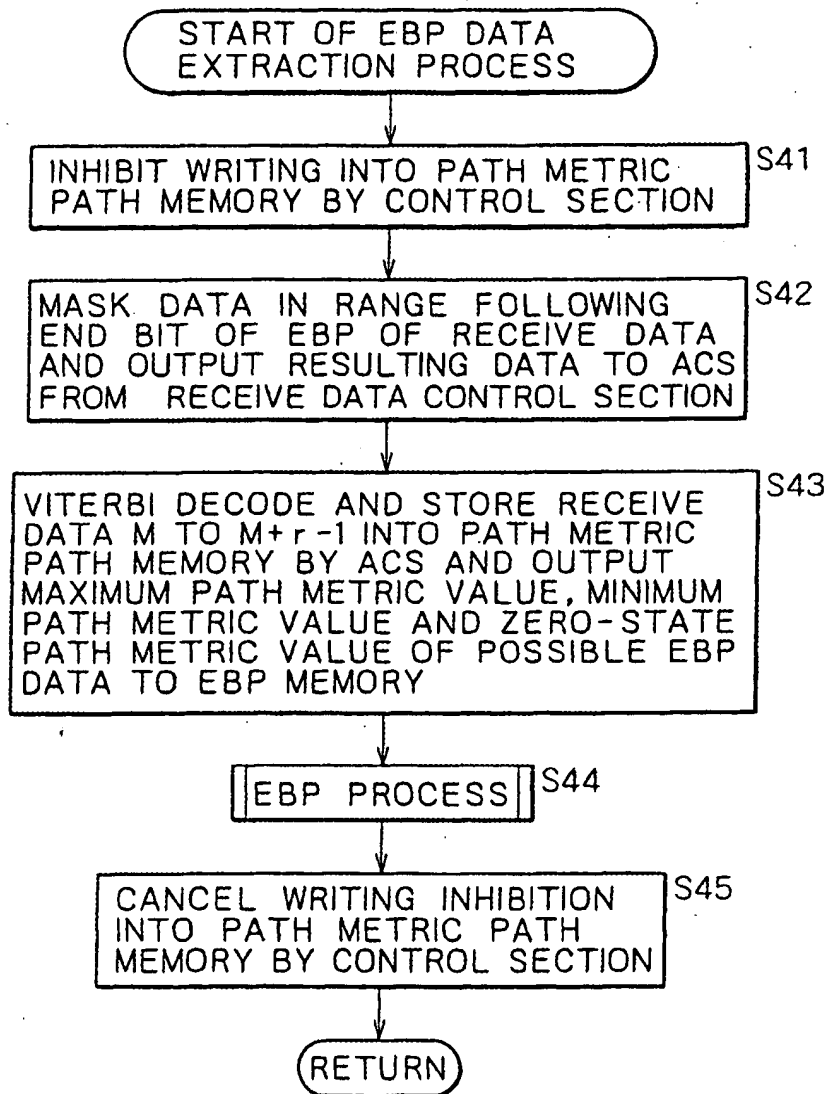 START OF EBP DATA
EXTRACTION PROCESS
INHIBIT WRITING INTO PATH METRIC
PATH MEMORY BY CONTROL SECTION
S41
MASK DATA IN RANGE FOLLOWING
END BIT OF EBP OF RECEIVE DATA
AND OUTPUT RESULTING DATA TO ACS
FROM RECEIVE DATA CONTROL SECTION
S42
VITERBI DECODE AND STORE RECEIVE
DATA M TO M+r-1 INTO PATH METRIC
PATH MEMORY BY ACS AND OUTPUT
MAXIMUM PATH METRIC VALUE, MINIMUM
PATH METRIC VALUE AND ZERO-STATE
PATH METRIC VALUE OF POSSIBLE EBP
DATA TO EBP MEMORY
S43
EBP PROCESS
S44
CANCEL WRITING INHIBITION
INTO PATH METRIC PATH
MEMORY BY CONTROL SECTION
S45
RETURN